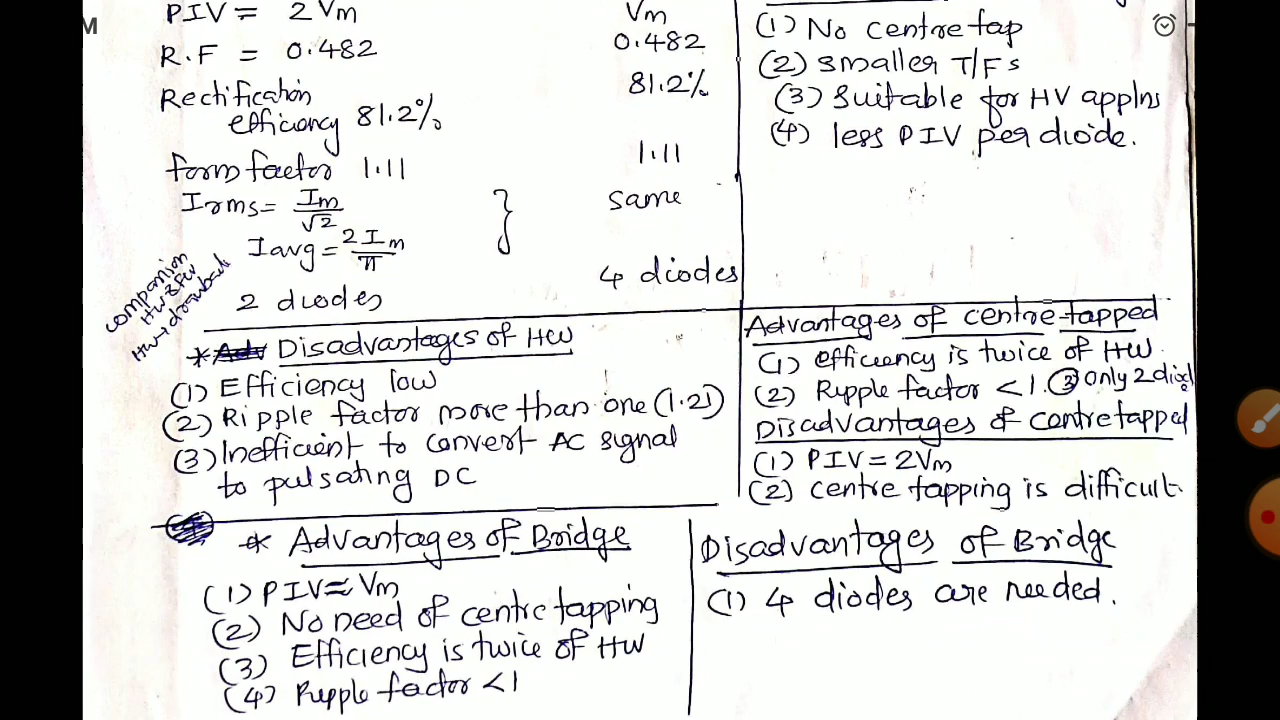 M
PIV = 2 Vm Vm
R.F = 0.482 0.482
Rectification
efficiency 81.2% 81.2%
form factor 1.11 1.11
Irms = Im/√2 } same
Iavg = 2Im/π
2 diodes 4 diodes
(1) No centre tap
(2) smaller T/Fs
(3) Suitable for HV applns
(4) less PIV per diode.
HW → drawback
* Disadvantages of HW
(1) Efficiency low
(2) Ripple factor more than one (1.21)
(3) Inefficient to convert AC signal
to pulsating DC
Advantages of centre-tapped
(1) efficiency is twice of HW.
(2) Ripple factor <1. (3) Only 2 diod
Disadvantages of centre tapped
(1) PIV = 2Vm
(2) centre tapping is difficult.
* Advantages of Bridge
(1) PIV ≈ Vm
(2) No need of centre tapping
(3) Efficiency is twice of HW
(4) Ripple factor <1
Disadvantages of Bridge
(1) 4 diodes are needed.